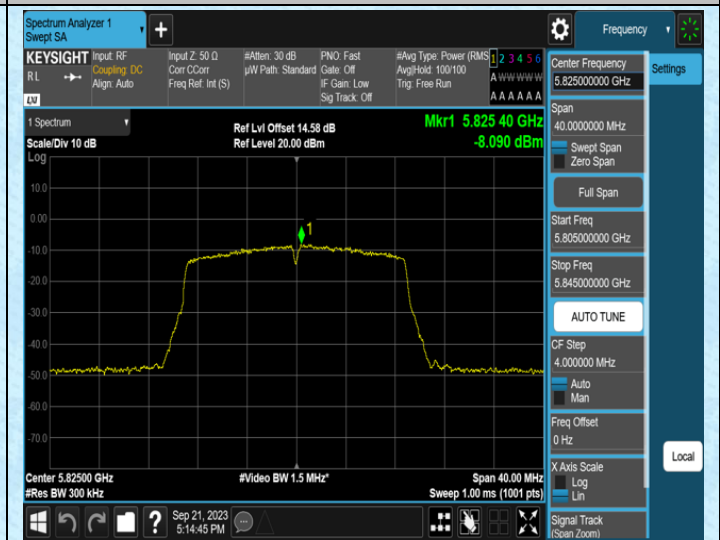 Spectrum Analyzer 1
Swept SA
+
Frequency
KEYSIGHT
R L
LXI
Input: RF
Coupling: DC
Align: Auto
Input Z: 50 Ω
Corr CCorr
Freq Ref: Int (S)
#Atten: 30 dB
µW Path: Standard
PNO: Fast
Gate: Off
IF Gain: Low
Sig Track: Off
#Avg Type: Power (RMS
Avg|Hold: 100/100
Trig: Free Run
1 2 3 4 5 6
A W W W W W
A A A A A A
1 Spectrum
Scale/Div 10 dB
Log
Ref Lvl Offset 14.58 dB
Ref Level 20.00 dBm
Mkr1 5.825 40 GHz
-8.090 dBm
1
10.0
0.00
-10.0
-20.0
-30.0
-40.0
-50.0
-60.0
-70.0
Center 5.82500 GHz
#Res BW 300 kHz
#Video BW 1.5 MHz*
Span 40.00 MHz
Sweep 1.00 ms (1001 pts)
Center Frequency
5.825000000 GHz
Settings
Span
40.0000000 MHz
Swept Span
Zero Span
Full Span
Start Freq
5.805000000 GHz
Stop Freq
5.845000000 GHz
AUTO TUNE
CF Step
4.000000 MHz
Auto
Man
Freq Offset
0 Hz
X Axis Scale
Log
Lin
Signal Track
(Span Zoom)
Local
?
Sep 21, 2023
5:14:45 PM